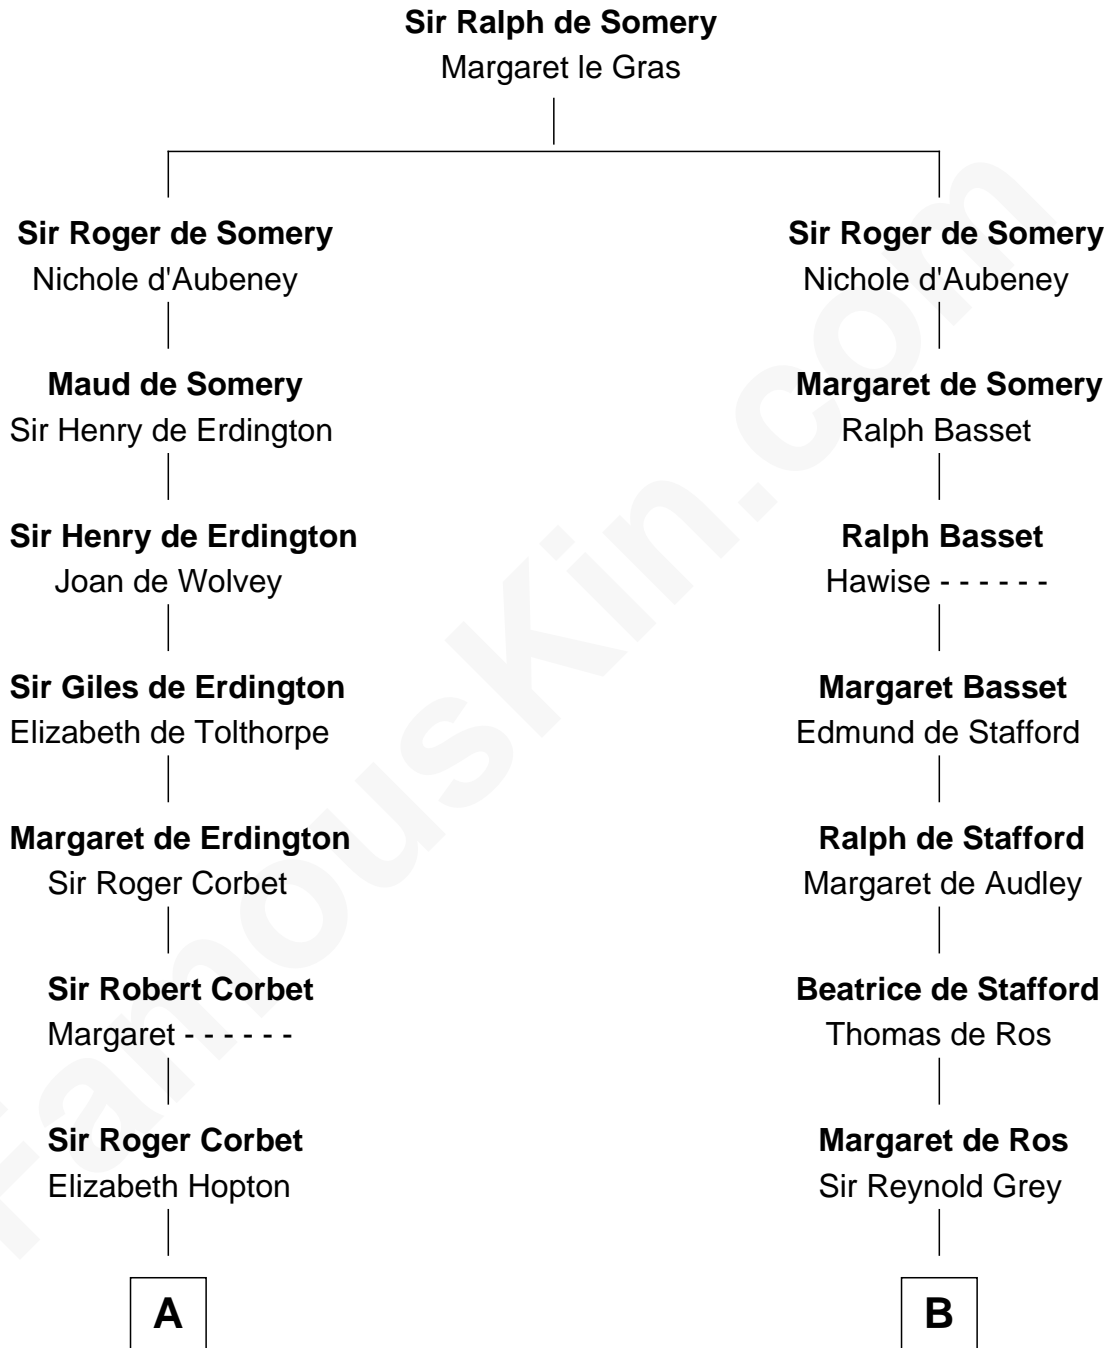 Sir Ralph de Somery
Margaret le Gras
Sir Roger de Somery
Nichole d'Aubeney
Maud de Somery
Sir Henry de Erdington
Sir Henry de Erdington
Joan de Wolvey
Sir Giles de Erdington
Elizabeth de Tolthorpe
Margaret de Erdington
Sir Roger Corbet
Sir Robert Corbet
Margaret - - - - - -
Sir Roger Corbet
Elizabeth Hopton
A
Sir Roger de Somery
Nichole d'Aubeney
Margaret de Somery
Ralph Basset
Ralph Basset
Hawise - - - - - -
Margaret Basset
Edmund de Stafford
Ralph de Stafford
Margaret de Audley
Beatrice de Stafford
Thomas de Ros
Margaret de Ros
Sir Reynold Grey
B
FamousKin.com